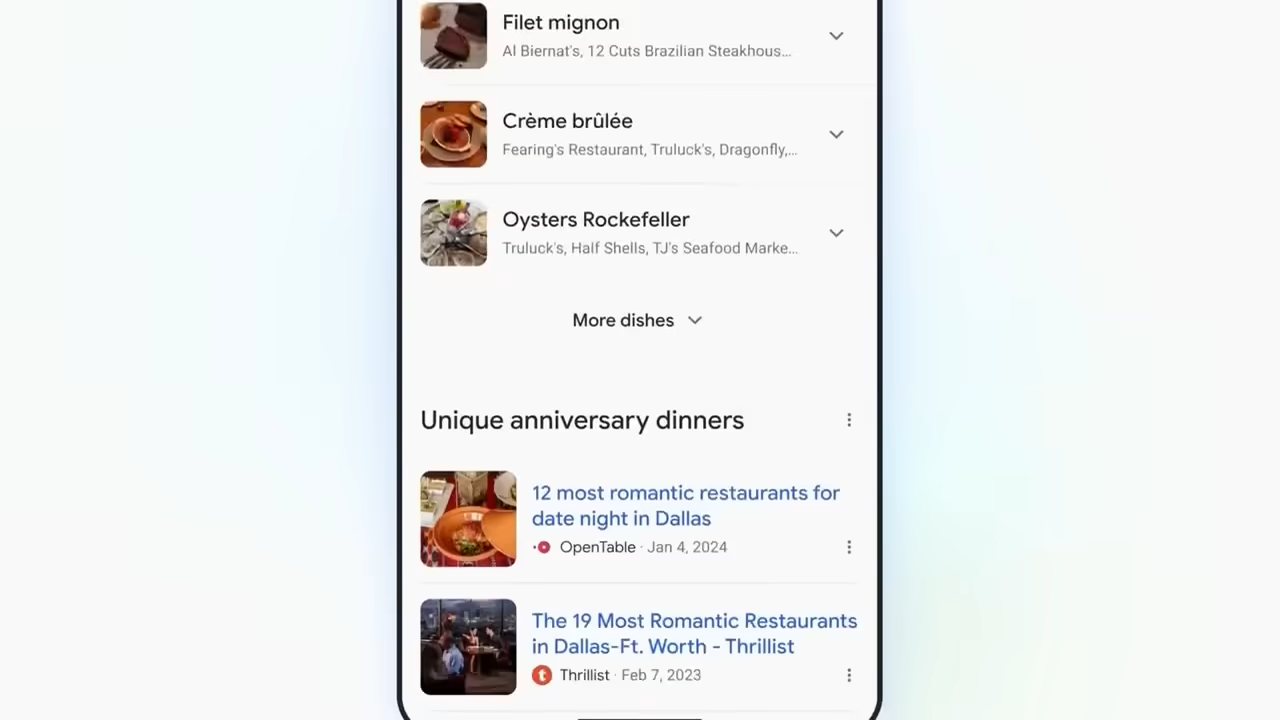 Filet mignon
Al Biernat's, 12 Cuts Brazilian Steakhous...
Crème brûlée
Fearing's Restaurant, Truluck's, Dragonfly,...
Oysters Rockefeller
Truluck's, Half Shells, TJ's Seafood Marke...
More dishes
Unique anniversary dinners
12 most romantic restaurants for
date night in Dallas
OpenTable · Jan 4, 2024
The 19 Most Romantic Restaurants
in Dallas-Ft. Worth - Thrillist
t Thrillist · Feb 7, 2023